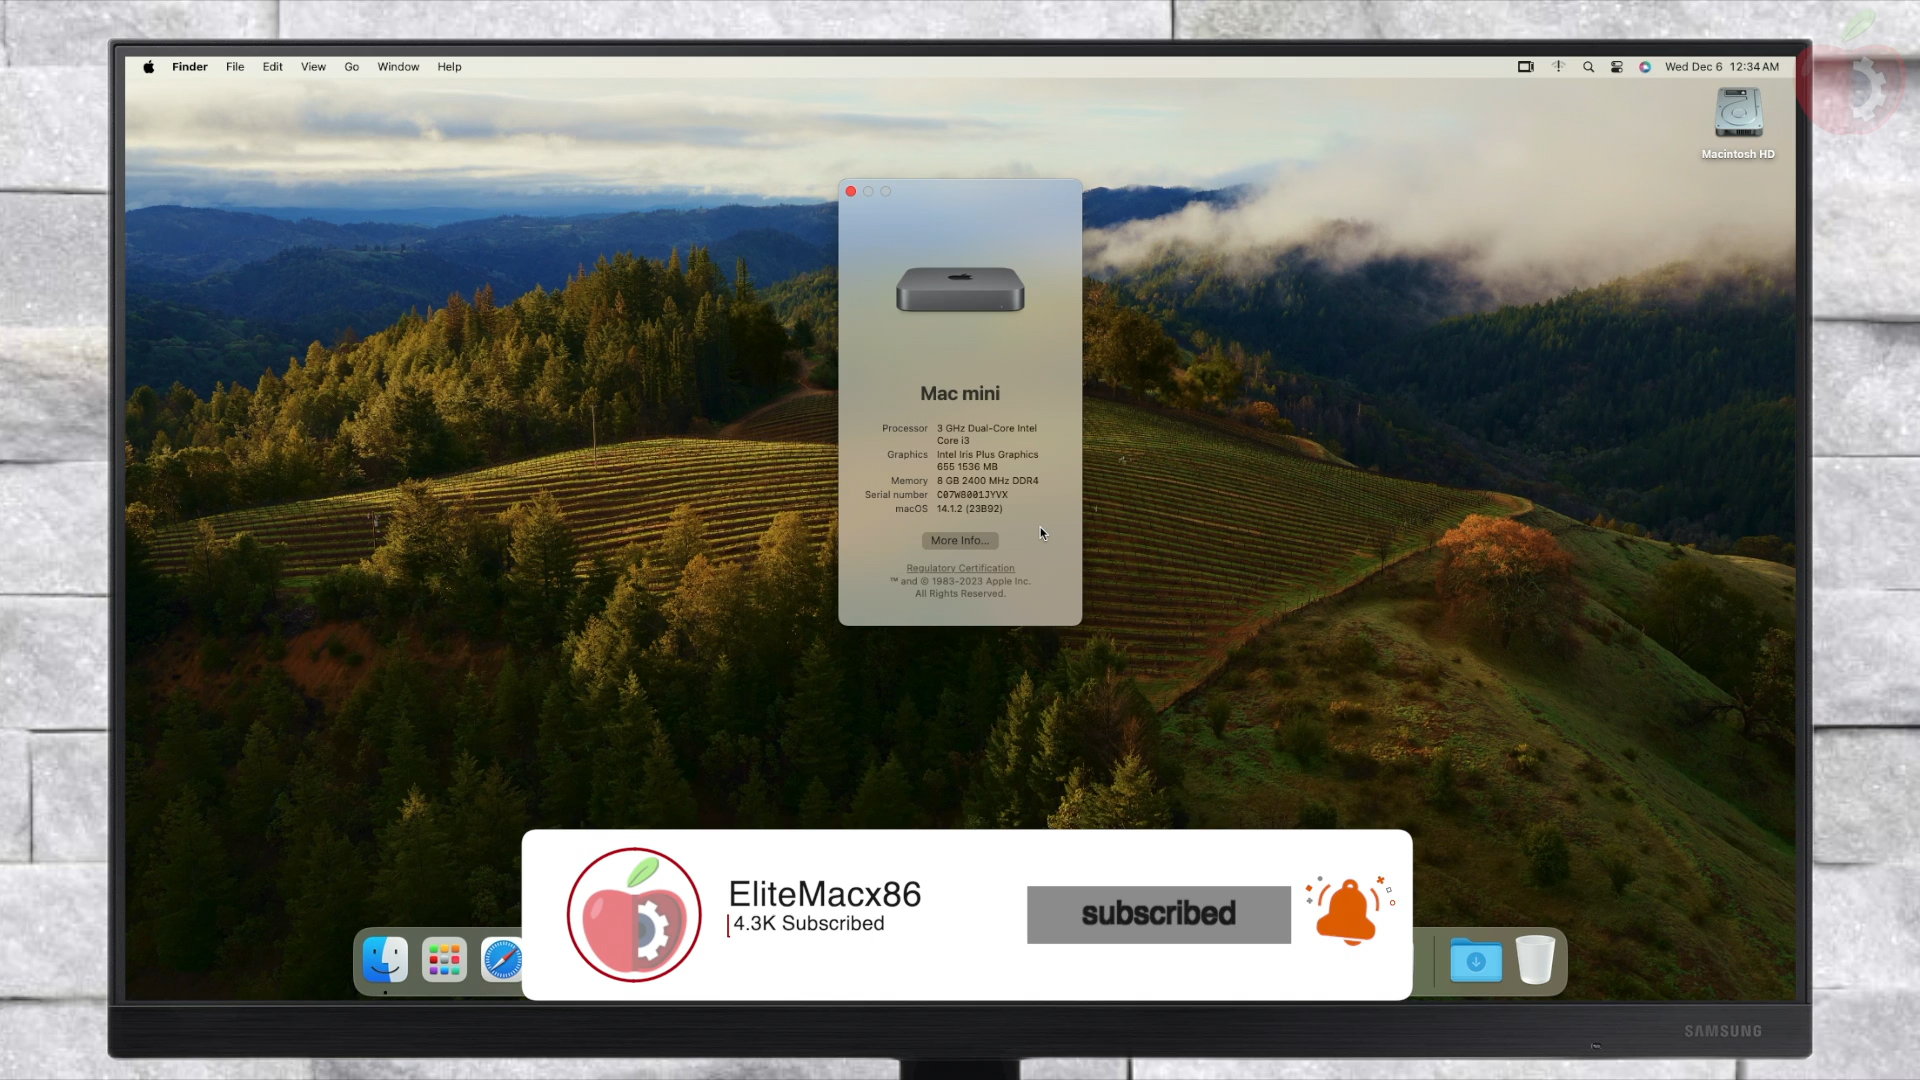 Finder File Edit View Go Window Help
Wed Dec 6 12:34 AM
Macintosh HD
Mac mini
Processor 3 GHz Dual-Core Intel
Core i3
Graphics Intel Iris Plus Graphics
655 1536 MB
Memory 8 GB 2400 MHz DDR4
Serial number C07W8001JYVX
macOS 14.1.2 (23B92)
More Info...
Regulatory Certification
™ and © 1983-2023 Apple Inc.
All Rights Reserved.
EliteMacx86
4.3K Subscribed
subscribed
SAMSUNG